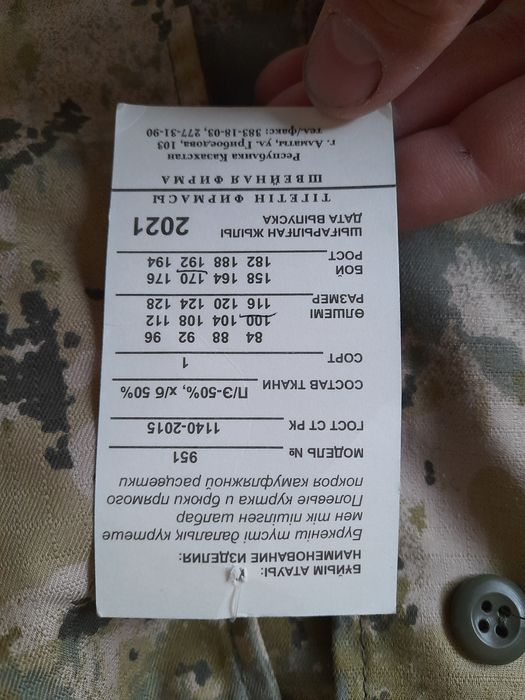 БҰЙЫМ АТАУЫ:
НАИМЕНОВАНИЕ ИЗДЕЛИЯ:
Бүркеніш түсті далалық күртеше
мен тік пішілген шалбар
Полевые куртка и брюки прямого
покроя камуфляжной расцветки
МОДЕЛЬ № 951
ГОСТ СТ РК 1140-2015
СОСТАВ ТКАНИ П/Э-50%, х/б 50%
СОРТ 1
84 88 92 96
ӨЛШЕМІ 100 104 108 112
РАЗМЕР 116 120 124 128
БОЙ 158 164 170 176
РОСТ 182 188 192 194
ШЫҒАРЫЛҒАН ЖЫЛЫ
ДАТА ВЫПУСКА 2021
ТІГЕТІН ФИРМАСЫ
ШВЕЙНАЯ ФИРМА
Республика Казахстан
г. Алматы, ул. Грибоедова, 103
тел/факс: 383-18-03, 277-31-90